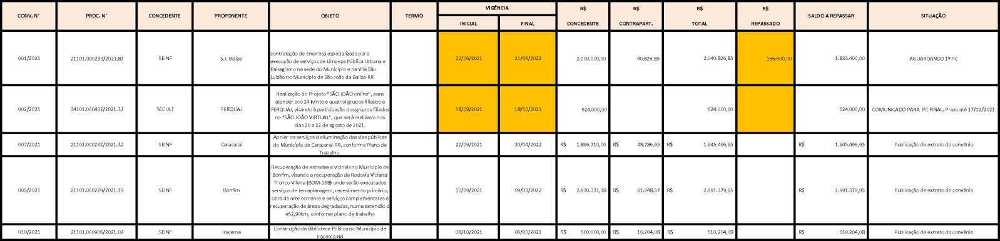 CONV. N° PROC. N° CONCEDENTE PROPONENTE OBJETO TERMO VIGÊNCIA R$ R$ R$ R$ SALDO A REPASSAR SITUAÇÃO
INICIAL FINAL CONCEDENTE CONTRAPART. TOTAL REPASSADO
contratação de Empresa especializada para
001/2021 21101.000233/2021.87 SEINF S.J. Baliza execução de serviços de Limpeza Pública Urbana e 22/06/2021 21/06/2022 2.000.000,00 40.826,85 2.040.826,85 166.600,00 1.833.400,00 AGUARDANDO 1º PC
Paisagismo na sede do Município e na Vila São
Luizão no Município de São João da Baliza-RR
Realização do Projeto “SÃO JOÃO online”, para
atender aos 24 (vinte e quatro) grupos filiados a
002/2021 34101.000432/2021.37 SECULT FERQUAJ FERQUAJ, visando à participação dos grupos filiados 18/08/2021 18/10/2021 624.000,00 624.000,00 624.000,00 COMUNICADO PARA PC FINAL. Prazo até 17/12/2021
no “SÃO JOÃO VIRTUAL”, que será realizado nos
dias 20 a 22 de agosto de 2021.
Apoiar os serviços d eiluminação das vias públicas
007/2021 21101.000232/2021.32 SEINF Caracaraí do Município de Caracaraí-RR, conforme Plano de 22/09/2021 20/04/2022 R$ 1.896.710,00 R$ 48.786,95 R$ 1.945.496,95 R$ 1.945.496,95 Publicação de extrato do convênio
Trabalho.
Recuperação de estradas e vicinais no Município de
Bonfim, visando a recuperação da Rodovia Vicianal
Tronco Vilena (BOM-168) onde serão executados
005/2021 21101.000229/2021.19 SEINF Bonfim serviços de terraplanagem, revestimento primário, 10/09/2021 09/03/2022 R$ 2.930.331,38 R$ 61.048,57 R$ 2.991.379,95 R$ 2.991.379,95 Publicação de extrato do convênio
obra de arte corrente e serviços complementares e
recuperação de áreas degradadas, numa extensão d
e62,90km, conforme plano de trabalho
Construção da Biblioteca Pública no Município de
010/2021 21101.000906/2021.07 SEINF Iracema Iracema-RR 08/10/2021 06/05/2021 R$ 500.000,00 R$ 10.204,08 R$ 510.204,08 R$ 510.204,08 Publicação de extrato do convênio